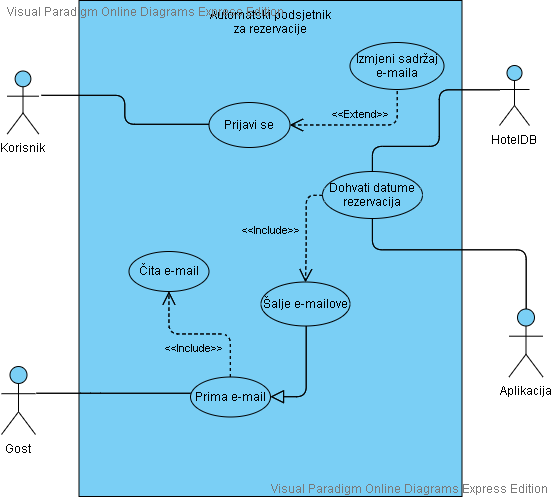 Visual Paradigm Online Diagrams Express Edition
Automatski podsjetnik
za rezervacije
Izmjeni sadržaj
e-maila
<<Extend>>
Prijavi se
Korisnik
HotelDB
Dohvati datume
rezervacija
<<Include>>
Čita e-mail
Šalje e-mailove
<<Include>>
Prima e-mail
Aplikacija
Gost
Visual Paradigm Online Diagrams Express Edition